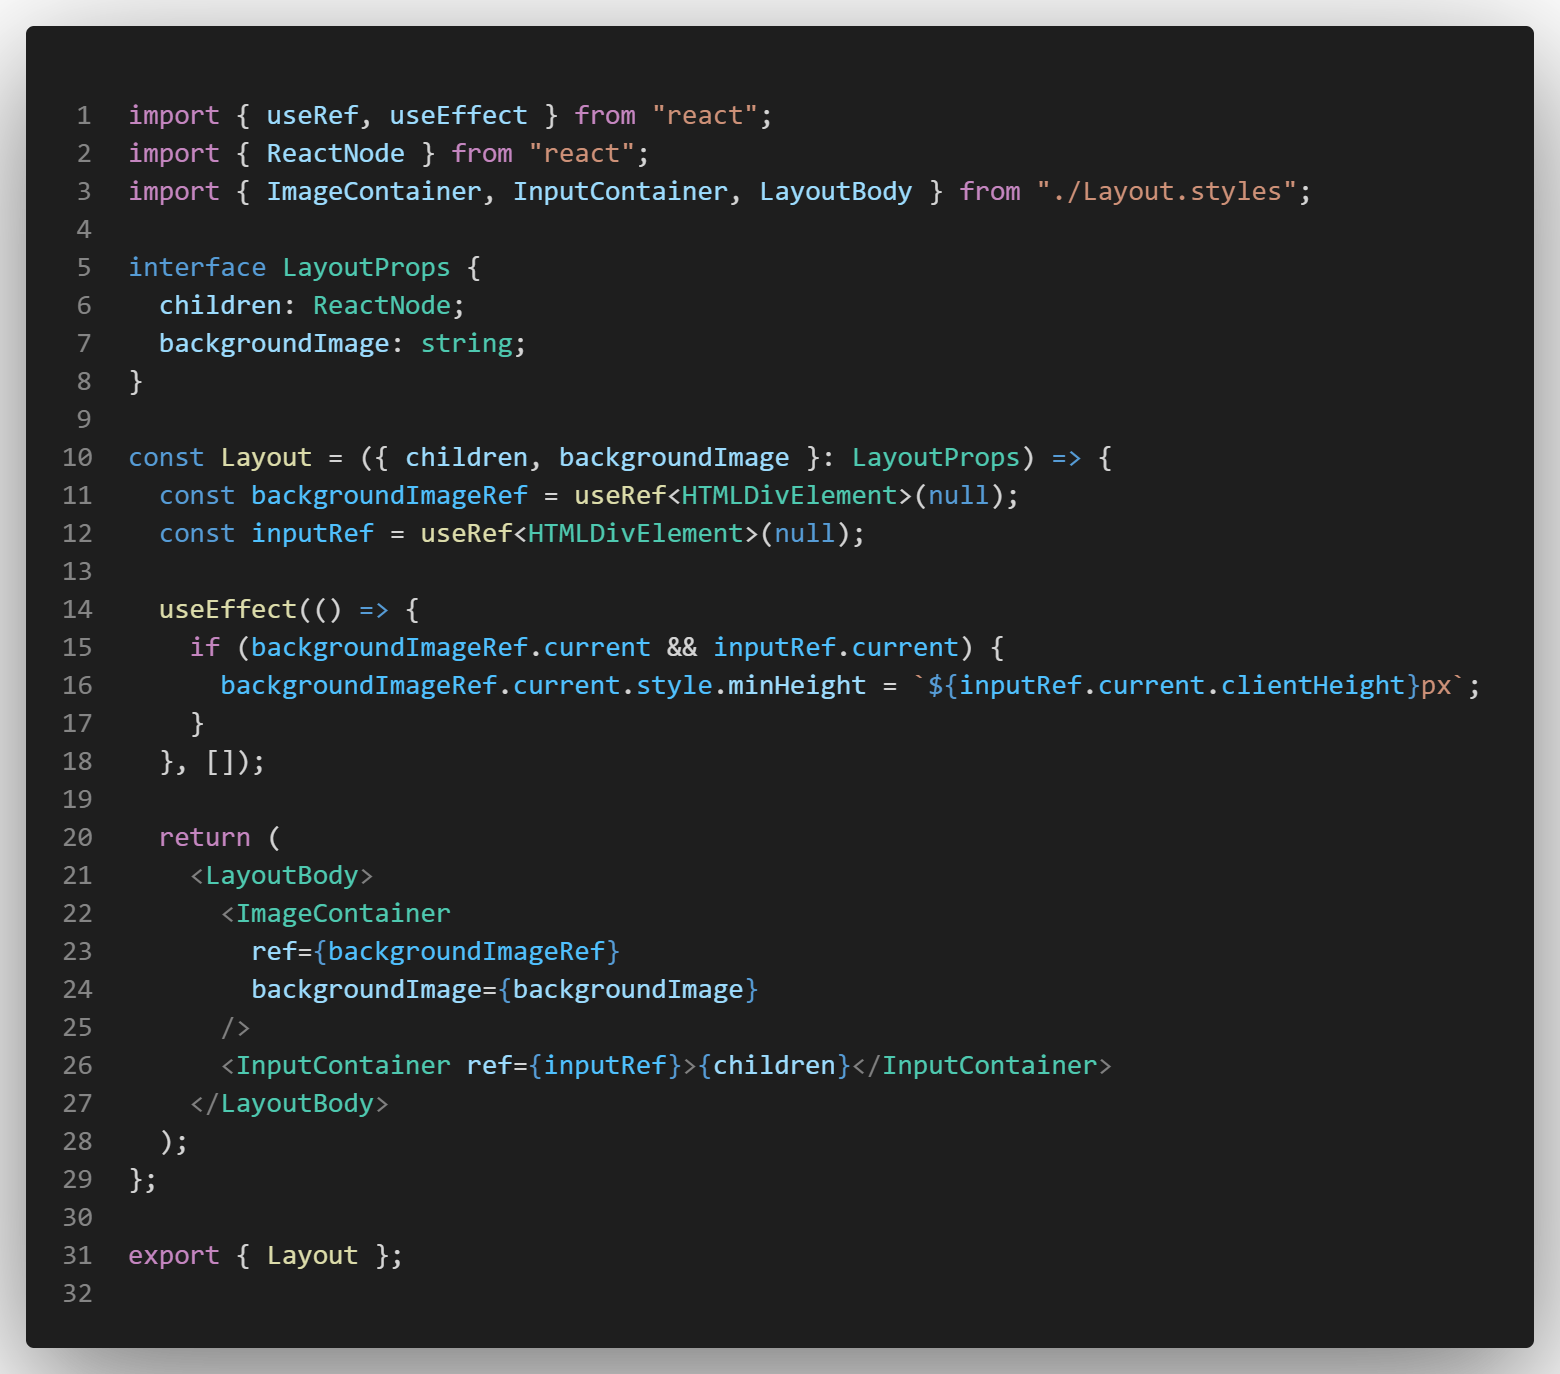 1 import { useRef, useEffect } from "react";
2 import { ReactNode } from "react";
3 import { ImageContainer, InputContainer, LayoutBody } from "./Layout.styles";
4
5 interface LayoutProps {
6   children: ReactNode;
7   backgroundImage: string;
8 }
9
10 const Layout = ({ children, backgroundImage }: LayoutProps) => {
11   const backgroundImageRef = useRef<HTMLDivElement>(null);
12   const inputRef = useRef<HTMLDivElement>(null);
13
14   useEffect(() => {
15     if (backgroundImageRef.current && inputRef.current) {
16       backgroundImageRef.current.style.minHeight = `${inputRef.current.clientHeight}px`;
17     }
18   }, []);
19
20   return (
21     <LayoutBody>
22       <ImageContainer
23         ref={backgroundImageRef}
24         backgroundImage={backgroundImage}
25       />
26       <InputContainer ref={inputRef}>{children}</InputContainer>
27     </LayoutBody>
28   );
29 };
30
31 export { Layout };
32